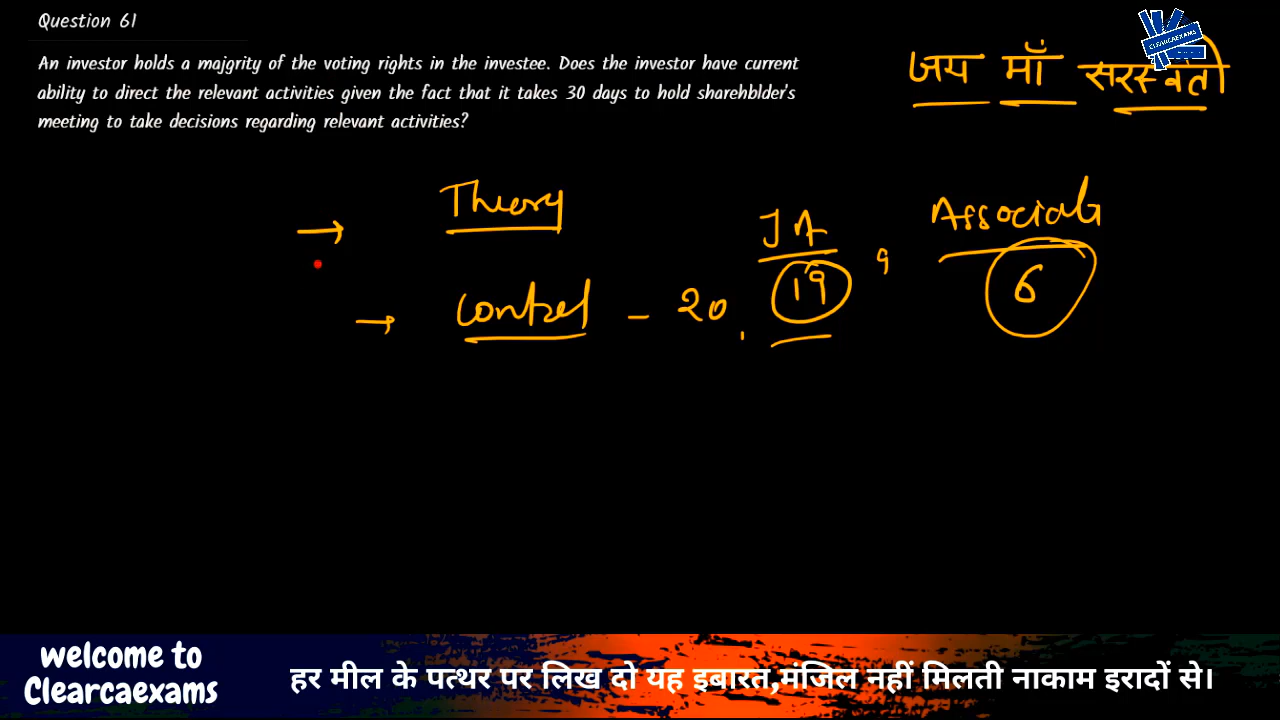 Question 61
An investor holds a majgrity of the voting rights in the investee. Does the investor have current
ability to direct the relevant activities given the fact that it takes 30 days to hold sharehblder's
meeting to take decisions regarding relevant activities?
CLEARCAEXAMS
जय माँ सरस्वती
→ Theory
JA, Associate
→ Control - 20, 19 6
welcome to
Clearcaexams
हर मील के पत्थर पर लिख दो यह इबारत,मंजिल नहीं मिलती नाकाम इरादों से।